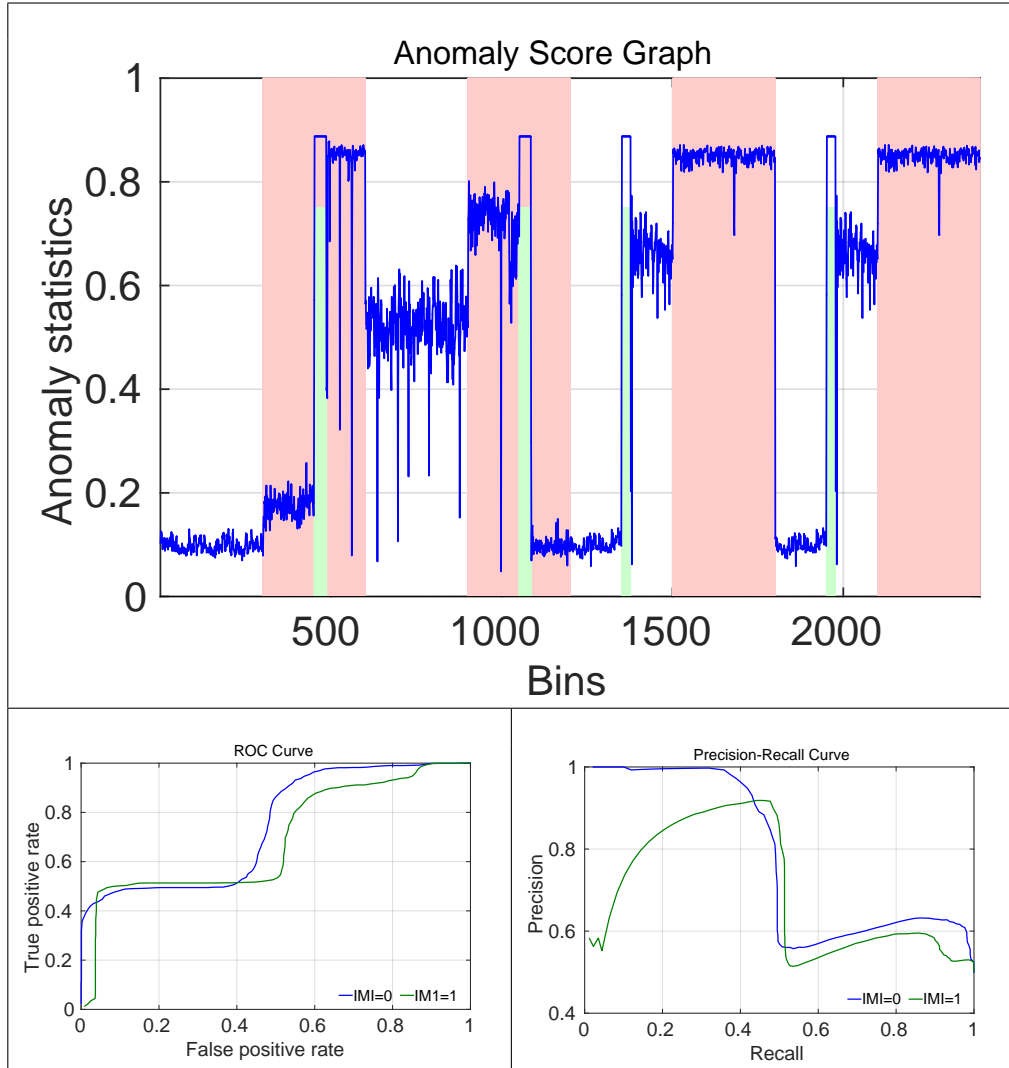 Anomaly Score Graph
1
0.8
0.6
0.4
0.2
0
Anomaly statistics
500 1000 1500 2000
Bins
ROC Curve
1
0.8
0.6
0.4
0.2
0
True positive rate
IMI=0 IM1=1
0 0.2 0.4 0.6 0.8 1
False positive rate
Precision-Recall Curve
1
0.8
0.6
0.4
Precision
IMI=0 IMI=1
0 0.2 0.4 0.6 0.8 1
Recall